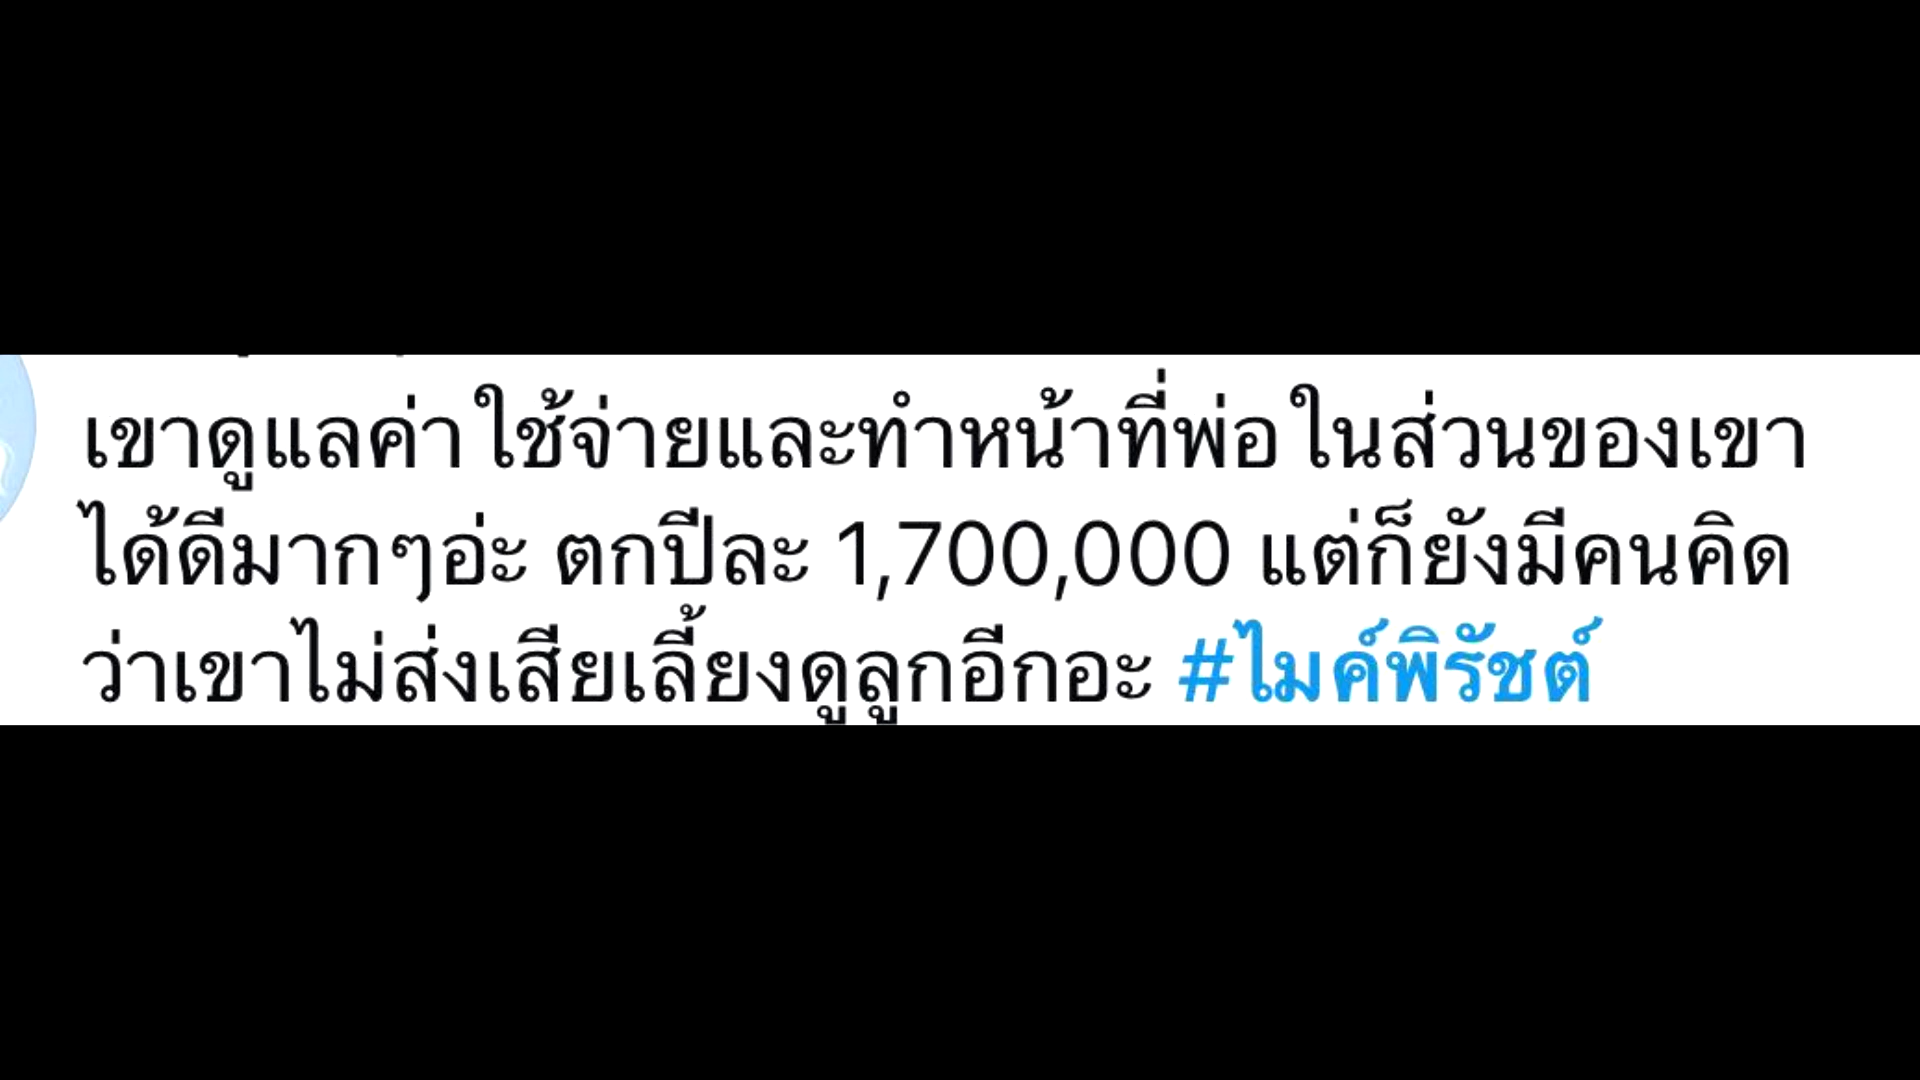 เขาดูแลค่าใช้จ่ายและทำหน้าที่พ่อในส่วนของเขา
ได้ดีมากๆอ่ะ ตกปีละ 1,700,000 แต่ก็ยังมีคนคิด
ว่าเขาไม่ส่งเสียเลี้ยงดูลูกอีกอะ #ไมค์พิรัชต์